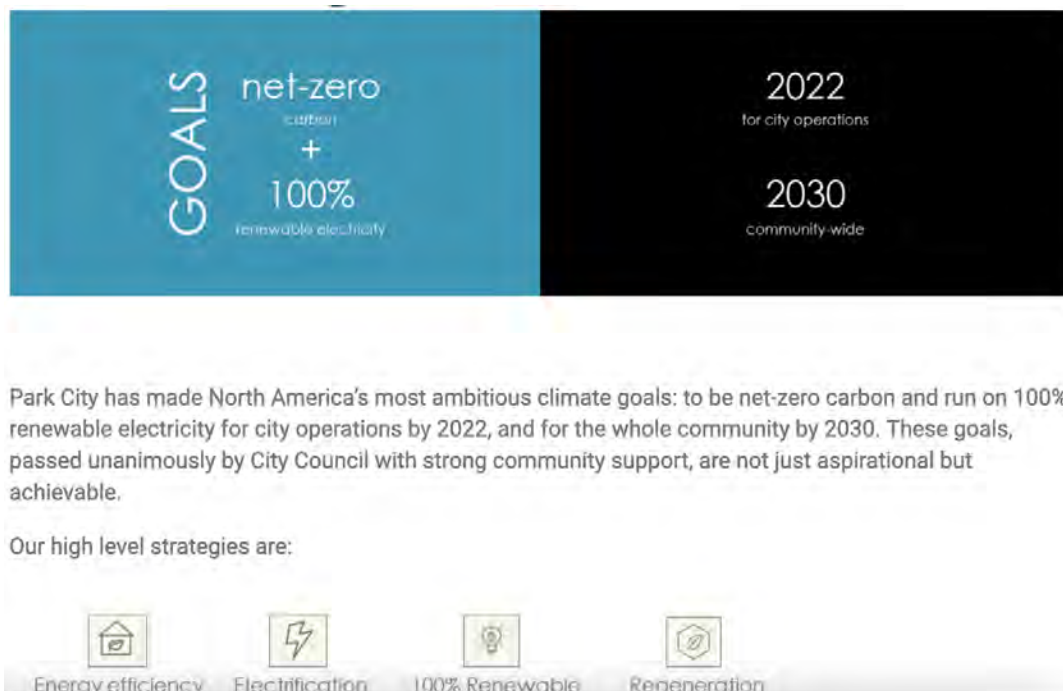 GOALS
net-zero
carbon
+
100%
renewable electricity
2022
for city operations
2030
community-wide
Park City has made North America's most ambitious climate goals: to be net-zero carbon and run on 100%
renewable electricity for city operations by 2022, and for the whole community by 2030. These goals,
passed unanimously by City Council with strong community support, are not just aspirational but
achievable.
Our high level strategies are:
Energy efficiency Electrification 100% Renewable Regeneration